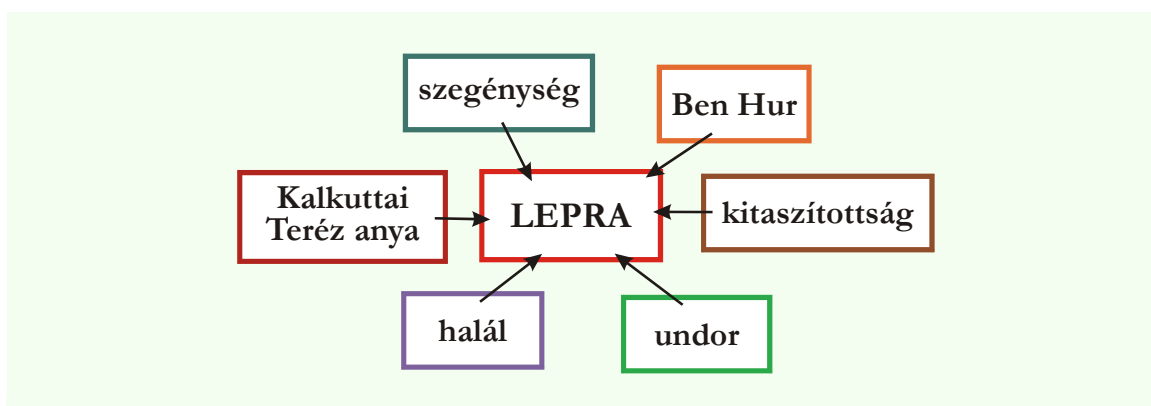 szegénység
Ben Hur
Kalkuttai
Teréz anya
LEPRA
kitaszítottság
halál
undor